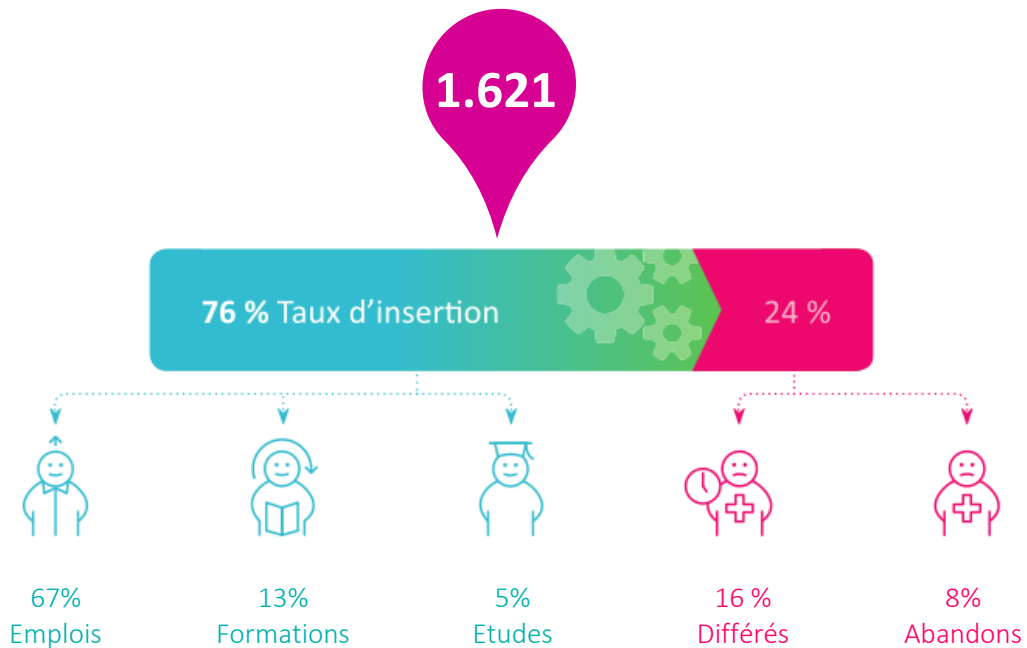 1.621
76 % Taux d'insertion
24 %
67%
Emplois
13%
Formations
5%
Etudes
16 %
Différés
8%
Abandons